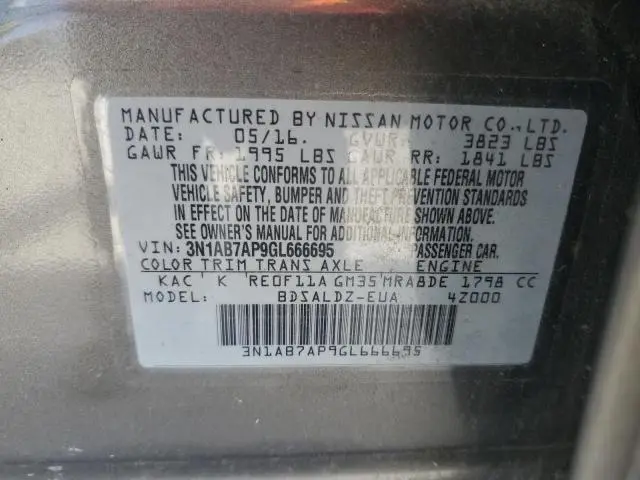 MANUFACTURED BY NISSAN MOTOR CO.,LTD.
DATE: 05/16. GVWR: 3823 LBS
GAWR FR: 1995 LBS GAWR RR: 1841 LBS
THIS VEHICLE CONFORMS TO ALL APPLICABLE FEDERAL MOTOR
VEHICLE SAFETY, BUMPER AND THEFT PREVENTION STANDARDS
IN EFFECT ON THE DATE OF MANUFACTURE SHOWN ABOVE.
SEE OWNER'S MANUAL FOR ADDITIONAL INFORMATION.
VIN: 3N1AB7AP9GL666695 PASSENGER CAR.
COLOR TRIM TRANS AXLE ENGINE
KAC K RE0F11A GM35 MRA8DE 1798 CC
MODEL: BDSALDZ-EUA 4Z000
3N1AB7AP9GL666695